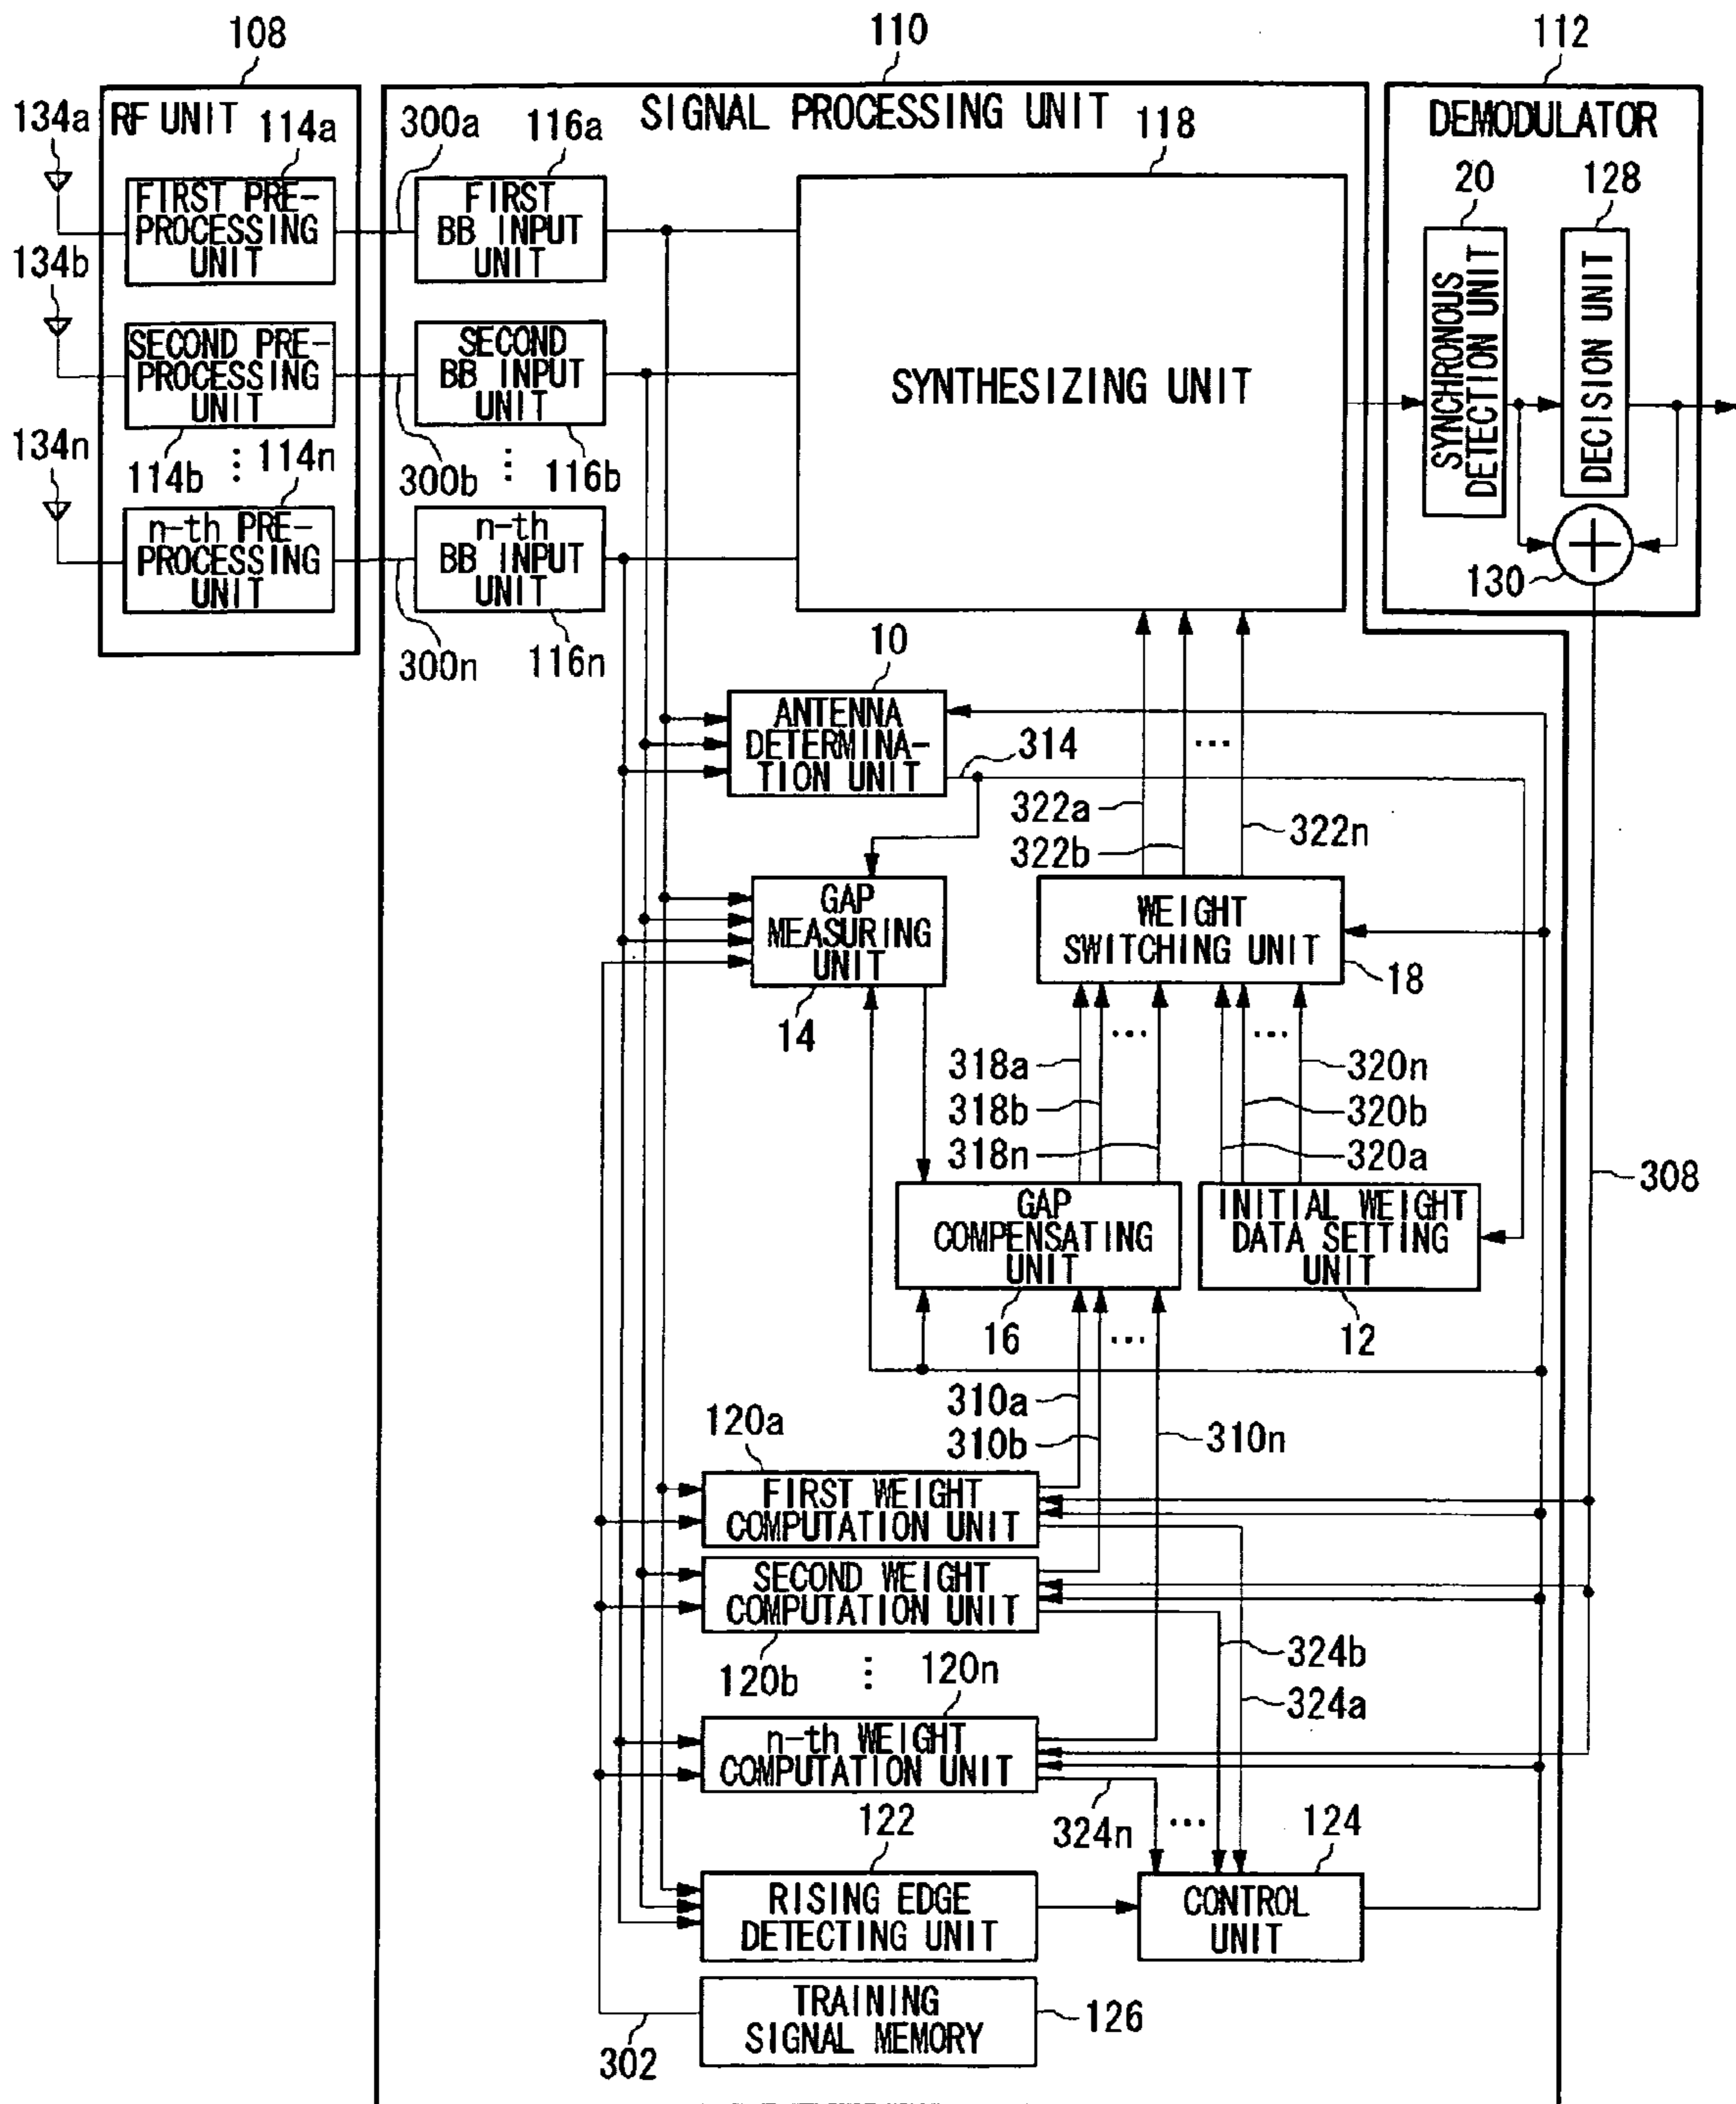 108
110
112
134a
RF UNIT
114a
300a
116a
SIGNAL PROCESSING UNIT
118
DEMODULATOR
FIRST PRE-
PROCESSING
UNIT
FIRST
BB INPUT
UNIT
20
128
134b
SECOND PRE-
PROCESSING
UNIT
SECOND
BB INPUT
UNIT
SYNTHESIZING UNIT
SYNCHRONOUS
DETECTION UNIT
DECISION UNIT
134n
114b
⋮
114n
300b
⋮
116b
n-th PRE-
PROCESSING
UNIT
n-th
BB INPUT
UNIT
+
130
300n
116n
10
ANTENNA
DETERMINA-
TION UNIT
314
...
322a
322b
322n
GAP
MEASURING
UNIT
WEIGHT
SWITCHING UNIT
18
14
...
...
318a
318b
318n
320n
320b
320a
308
GAP
COMPENSATING
UNIT
INITIAL WEIGHT
DATA SETTING
UNIT
16
...
12
310a
310b
310n
120a
FIRST WEIGHT
COMPUTATION UNIT
SECOND WEIGHT
COMPUTATION UNIT
120b
⋮
120n
324b
324a
n-th WEIGHT
COMPUTATION UNIT
122
324n
...
124
RISING EDGE
DETECTING UNIT
CONTROL
UNIT
TRAINING
SIGNAL MEMORY
126
302